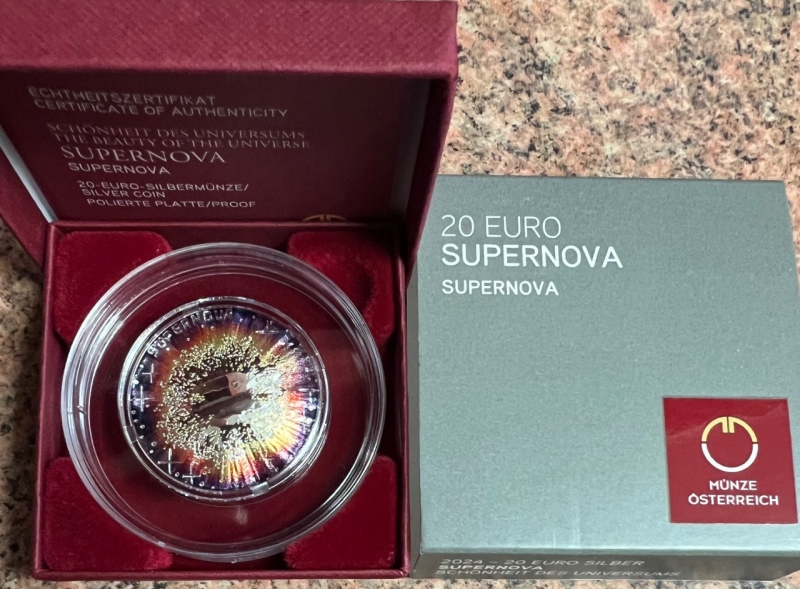 ECHTHEITSZERTIFIKAT
CERTIFICATE OF AUTHENTICITY
SCHÖNHEIT DES UNIVERSUMS
THE BEAUTY OF THE UNIVERSE
SUPERNOVA
SUPERNOVA
20-EURO-SILBERMÜNZE/
SILVER COIN
POLIERTE PLATTE/PROOF
SUPERNOVA
20 EURO
SUPERNOVA
SUPERNOVA
MÜNZE
ÖSTERREICH
2024 20 EURO SILBER
SUPERNOVA
SCHÖNHEIT DES UNIVERSUMS